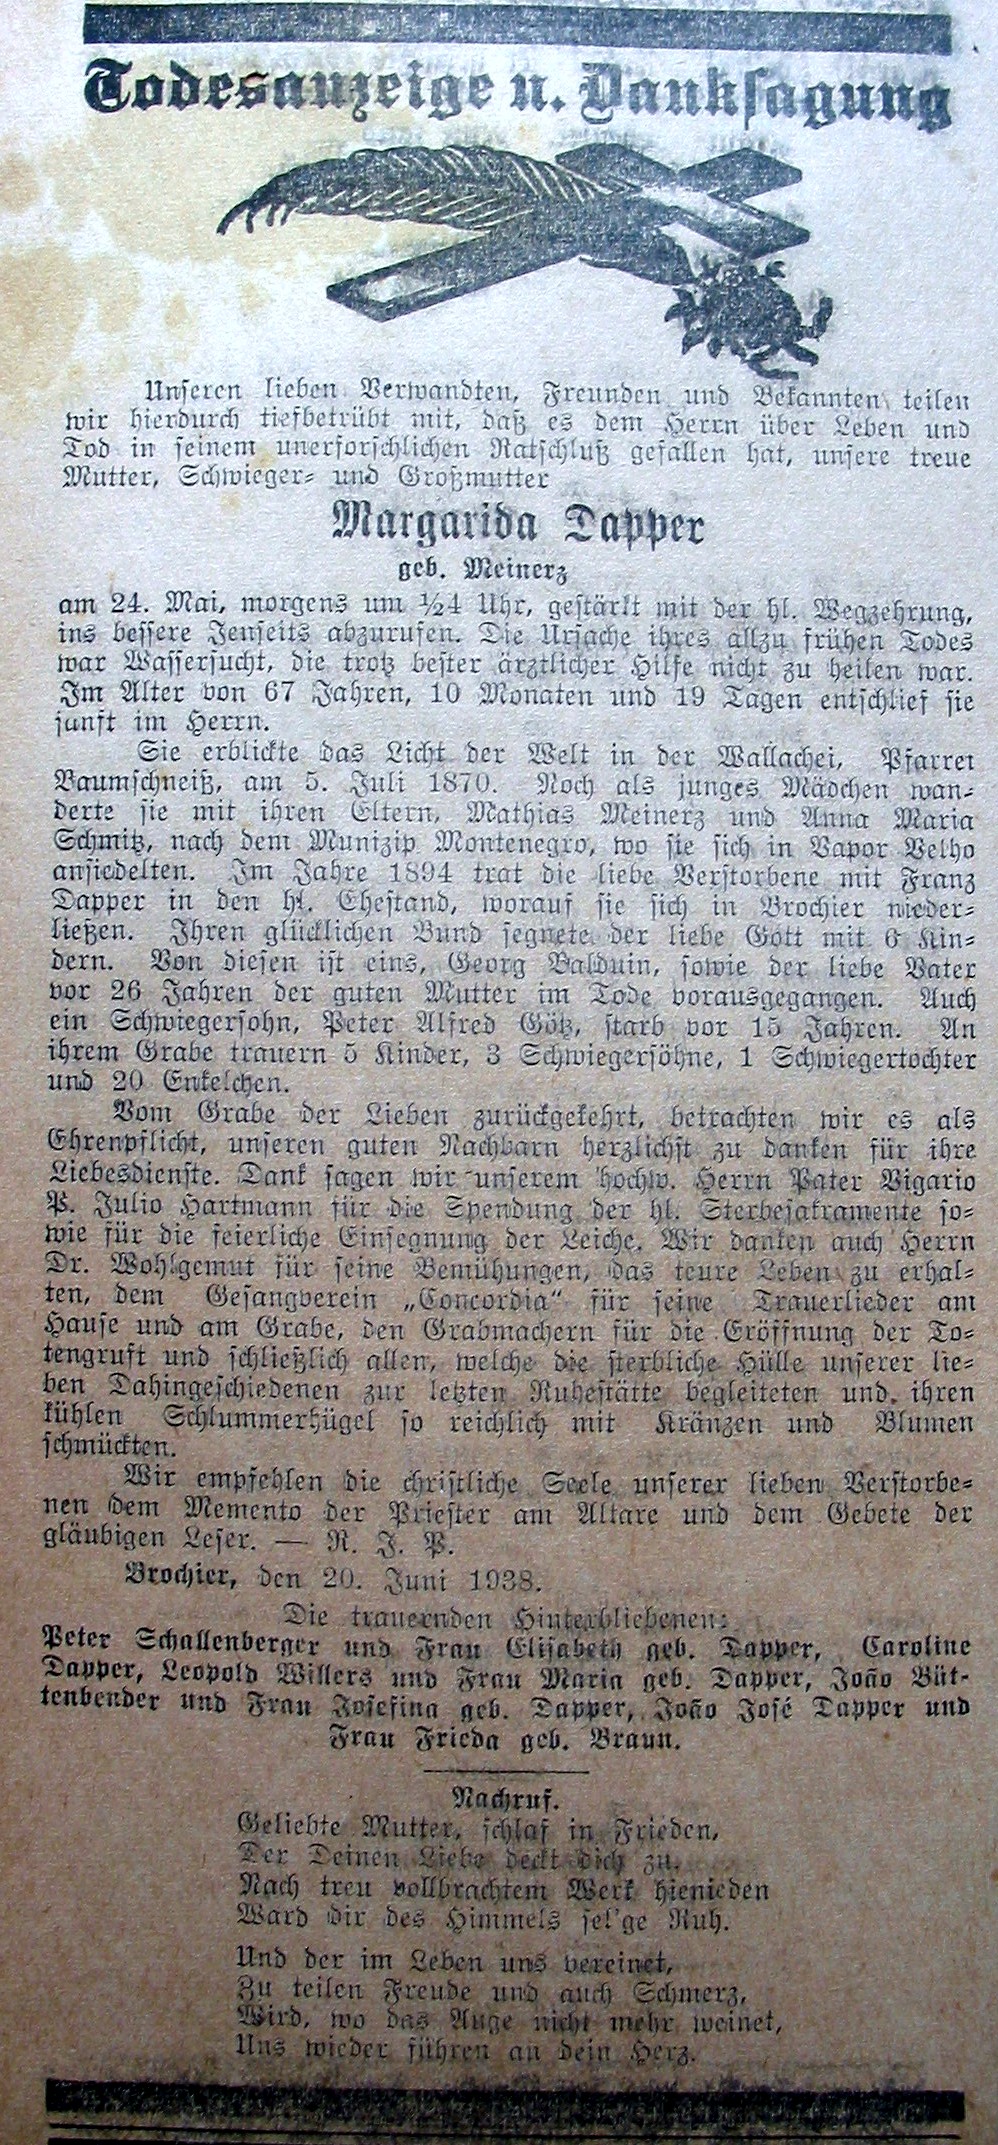 Todesanzeige u. Danksagung
Unseren lieben Verwandten, Freunden und Bekannten teilen
wir hierdurch tiefbetrübt mit, daß es dem Herrn über Leben und
Tod in seinem unerforschlichen Ratschluß gefallen hat, unsere treue
Mutter, Schwieger- und Großmutter
Margarida Dapper
geb. Meinerz
am 24. Mai, morgens um ½4 Uhr, gestärkt mit der hl. Wegzehrung,
ins bessere Jenseits abzurufen. Die Ursache ihres allzu frühen Todes
war Wassersucht, die trotz bester ärztlicher Hilfe nicht zu heilen war.
Im Alter von 67 Jahren, 10 Monaten und 19 Tagen entschlief sie
sanft im Herrn.
Sie erblickte das Licht der Welt in der Wallachei, Pfarrei
Baumschneiß, am 5. Juli 1870. Noch als junges Mädchen wan-
derte sie mit ihren Eltern, Mathias Meinerz und Anna Maria
Schmitz, nach dem Munizip Montenegro, wo sie sich in Vapor Velho
ansiedelten. Im Jahre 1894 trat die liebe Verstorbene mit Franz
Dapper in den hl. Ehestand, worauf sie sich in Brochier nieder-
ließen. Ihren glücklichen Bund segnete der liebe Gott mit 6 Kin-
dern. Von diesen ist eins, Georg Balduin, sowie der liebe Vater
vor 26 Jahren der guten Mutter im Tode vorausgegangen. Auch
ein Schwiegersohn, Peter Alfred Götz, starb vor 15 Jahren. An
ihrem Grabe trauern 5 Kinder, 3 Schwiegersöhne, 1 Schwiegertochter
und 20 Enkelchen.
Vom Grabe der Lieben zurückgekehrt, betrachten wir es als
Ehrenpflicht, unseren guten Nachbarn herzlichst zu danken für ihre
Liebesdienste. Dank sagen wir unserem hochw. Herrn Pater Vigario
P. Julio Hartmann für die Spendung der hl. Sterbesakramente so-
wie für die feierliche Einsegnung der Leiche. Wir danken auch Herrn
Dr. Wohlgemut für seine Bemühungen, das teure Leben zu erhal-
ten, dem Gesangverein „Concordia“ für seine Trauerlieder am
Hause und am Grabe, den Grabmachern für die Eröffnung der To-
tengruft und schließlich allen, welche die sterbliche Hülle unserer lie-
ben Dahingeschiedenen zur letzten Ruhestätte begleiteten und ihren
kühlen Schlummerhügel so reichlich mit Kränzen und Blumen
schmückten.
Wir empfehlen die christliche Seele unserer lieben Verstorbe-
nen dem Memento der Priester am Altare und dem Gebete der
gläubigen Leser. — R. I. P.
Brochier, den 20. Juni 1938.
Die trauernden Hinterbliebenen:
Peter Schallenberger und Frau Elisabeth geb. Dapper, Caroline
Dapper, Leopold Willers und Frau Maria geb. Dapper, João Büt-
tenbender und Frau Josefina geb. Dapper, João José Dapper und
Frau Frieda geb. Braun.
Nachruf.
Geliebte Mutter, schlaf in Frieden,
Der Deinen Liebe deckt dich zu.
Nach treu vollbrachtem Werk hienieden
Ward dir des Himmels sel'ge Ruh.
Und der im Leben uns vereinet,
Zu teilen Freude und auch Schmerz,
Wird, wo das Auge nicht mehr weinet,
Uns wieder führen an dein Herz.